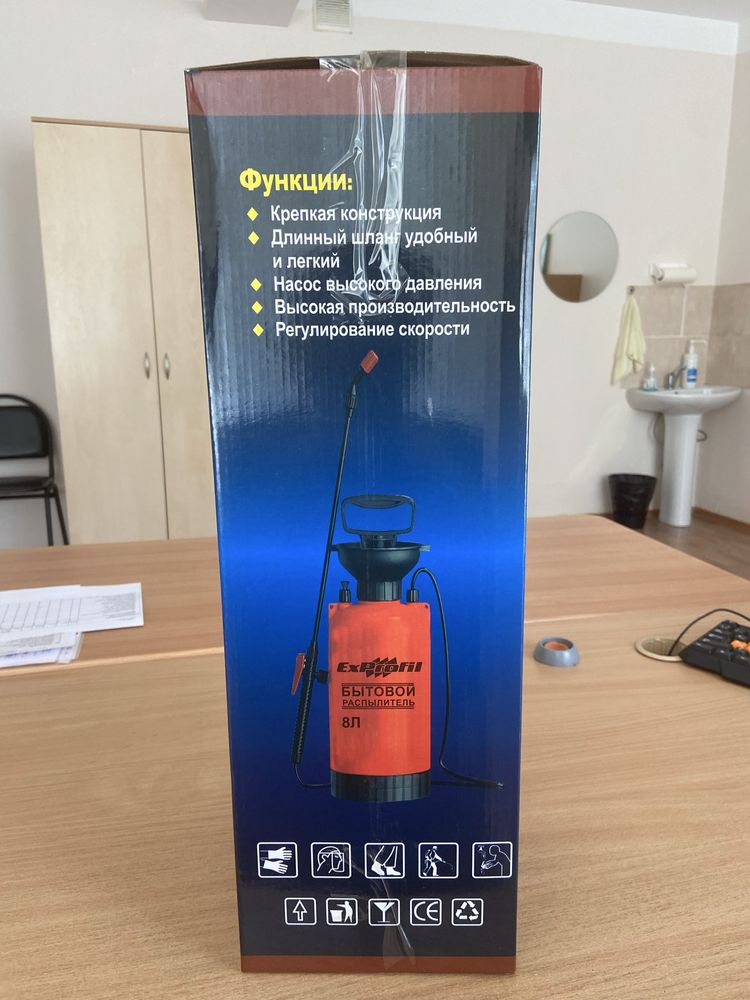 Функции:
Крепкая конструкция
Длинный шланг удобный
и легкий
Насос высокого давления
Высокая производительность
Регулирование скорости
ExProfil
БЫТОВОЙ
РАСПЫЛИТЕЛЬ
8Л
CE